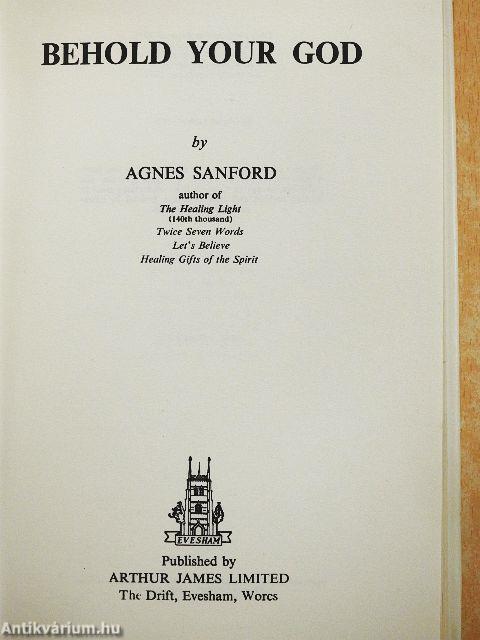 BEHOLD YOUR GOD
by
AGNES SANFORD
author of
The Healing Light
(140th thousand)
Twice Seven Words
Let's Believe
Healing Gifts of the Spirit
EVESHAM
Published by
ARTHUR JAMES LIMITED
The Drift, Evesham, Worcs
Antikvárium.hu